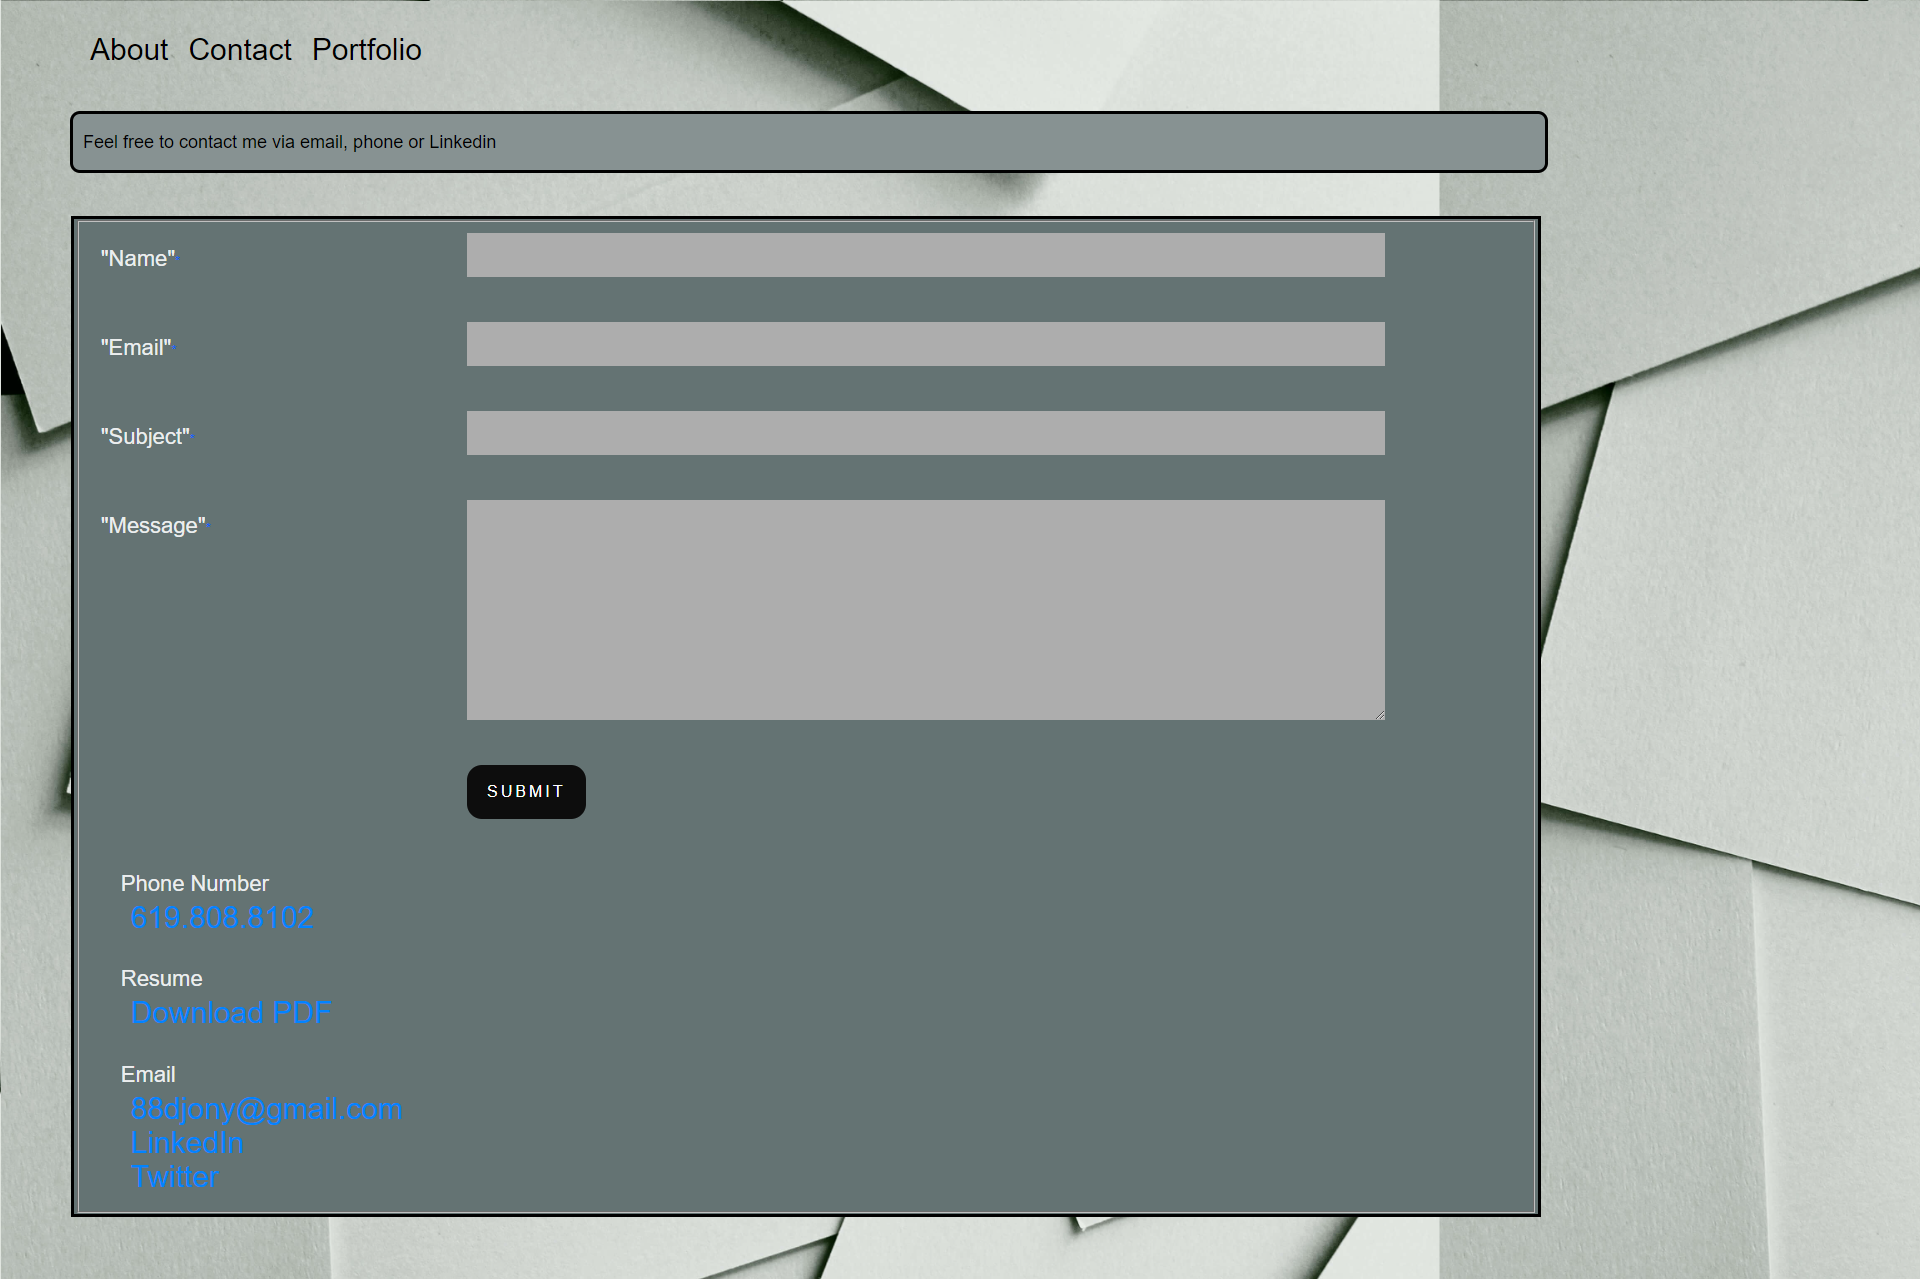 About Contact Portfolio
Feel free to contact me via email, phone or Linkedin
"Name"
"Email"
"Subject"
"Message"
SUBMIT
Phone Number
619.808.8102
Resume
Download PDF
Email
88djony@gmail.com
LinkedIn
Twitter